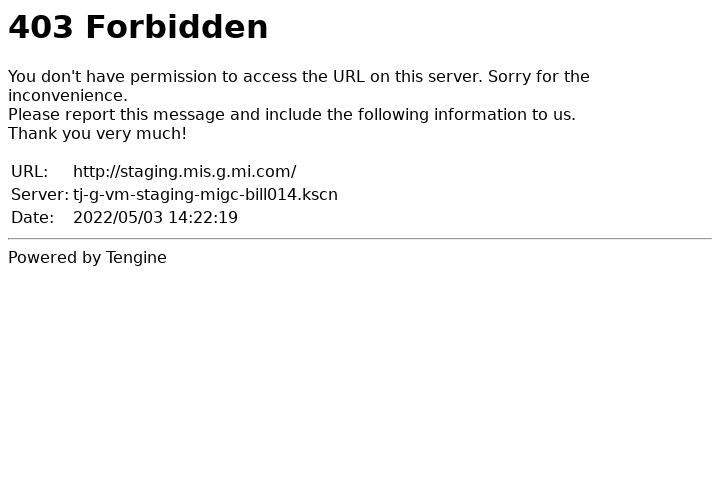 403 Forbidden
You don't have permission to access the URL on this server. Sorry for the
inconvenience.
Please report this message and include the following information to us.
Thank you very much!
URL: http://staging.mis.g.mi.com/
Server: tj-g-vm-staging-migc-bill014.kscn
Date: 2022/05/03 14:22:19
Powered by Tengine